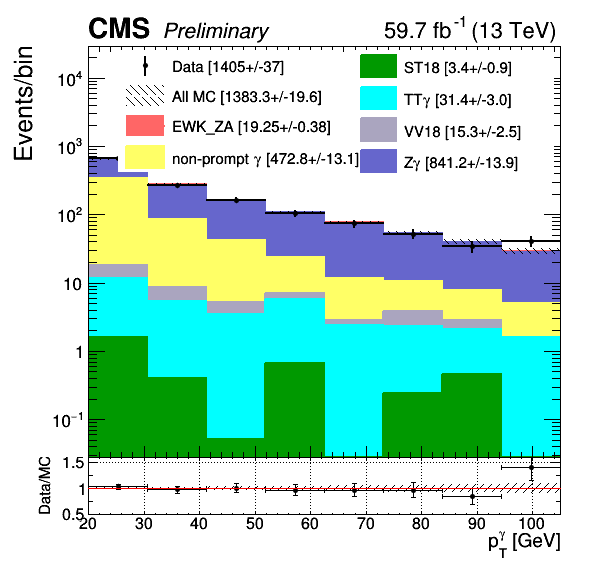 CMS Preliminary 59.7 fb⁻¹ (13 TeV)
Events/bin
Data [1405+/-37]
All MC [1383.3+/-19.6]
EWK_ZA [19.25+/-0.38]
non-prompt γ [472.8+/-13.1]
ST18 [3.4+/-0.9]
TTγ [31.4+/-3.0]
VV18 [15.3+/-2.5]
Zγ [841.2+/-13.9]
10⁴
10³
10²
10
1
10⁻¹
Data/MC
1.5
1
0.5
20 30 40 50 60 70 80 90 100
p_T^γ [GeV]